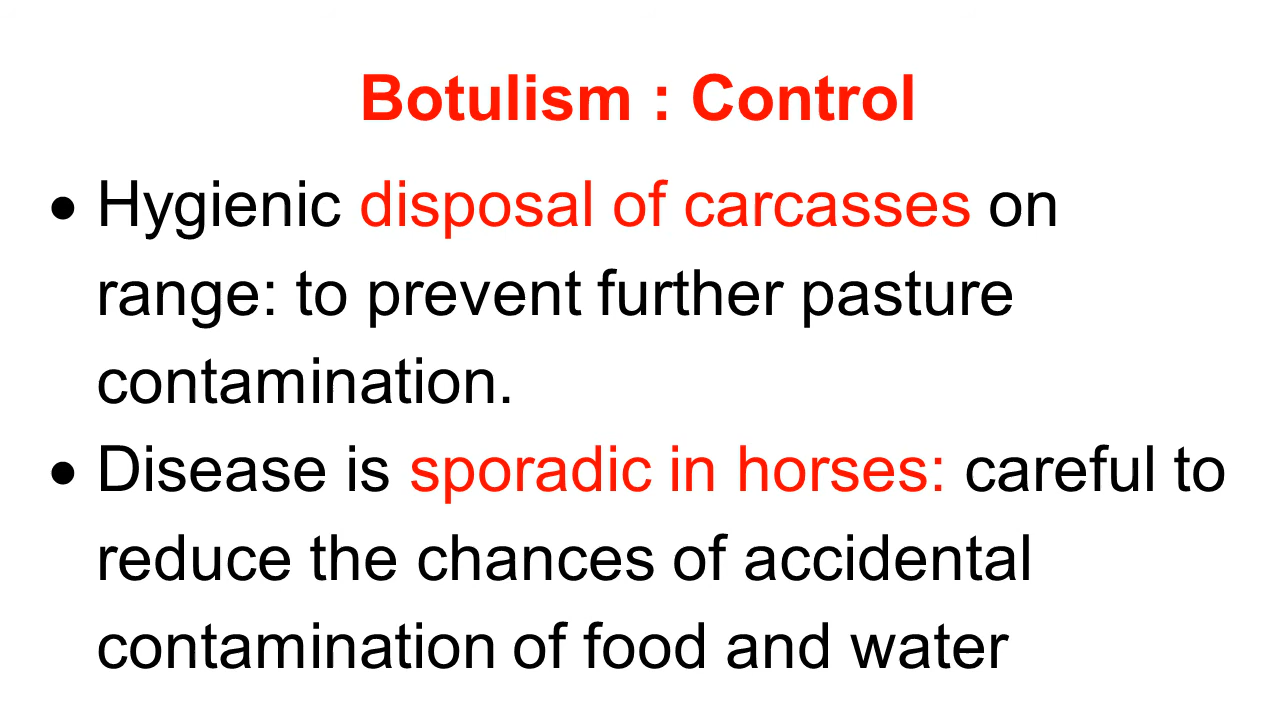 Botulism : Control
• Hygienic disposal of carcasses on
range: to prevent further pasture
contamination.
• Disease is sporadic in horses: careful to
reduce the chances of accidental
contamination of food and water